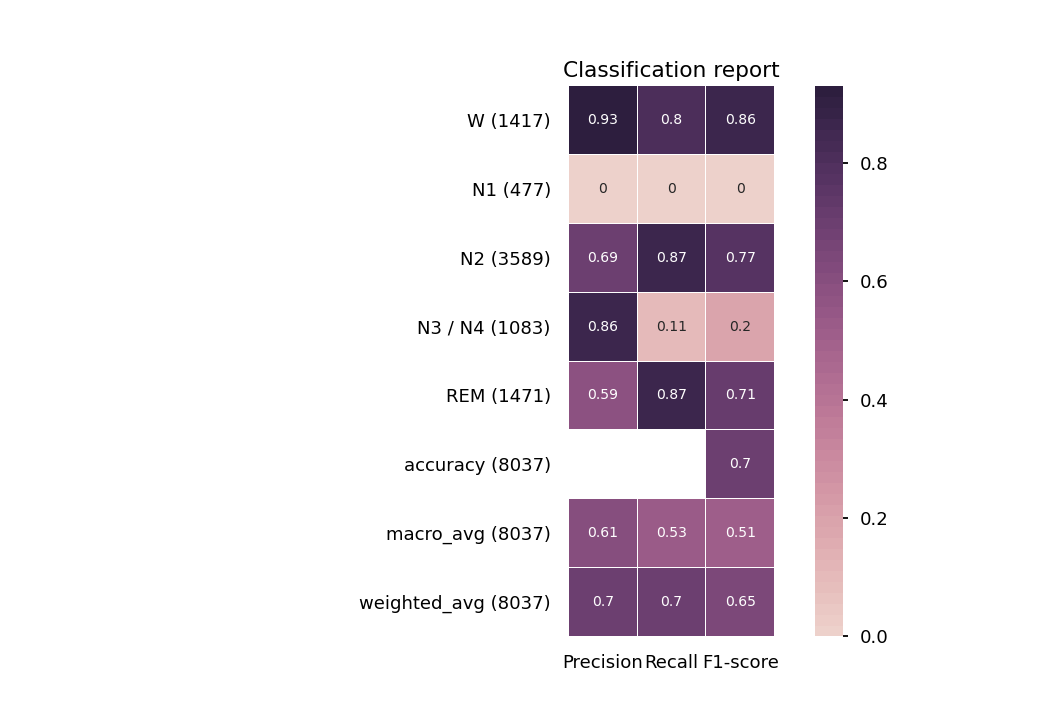 Classification report
W (1417) 0.93 0.8 0.86
N1 (477) 0 0 0
N2 (3589) 0.69 0.87 0.77
N3 / N4 (1083) 0.86 0.11 0.2
REM (1471) 0.59 0.87 0.71
accuracy (8037) 0.7
macro_avg (8037) 0.61 0.53 0.51
weighted_avg (8037) 0.7 0.7 0.65
Precision Recall F1-score
0.8
0.6
0.4
0.2
0.0